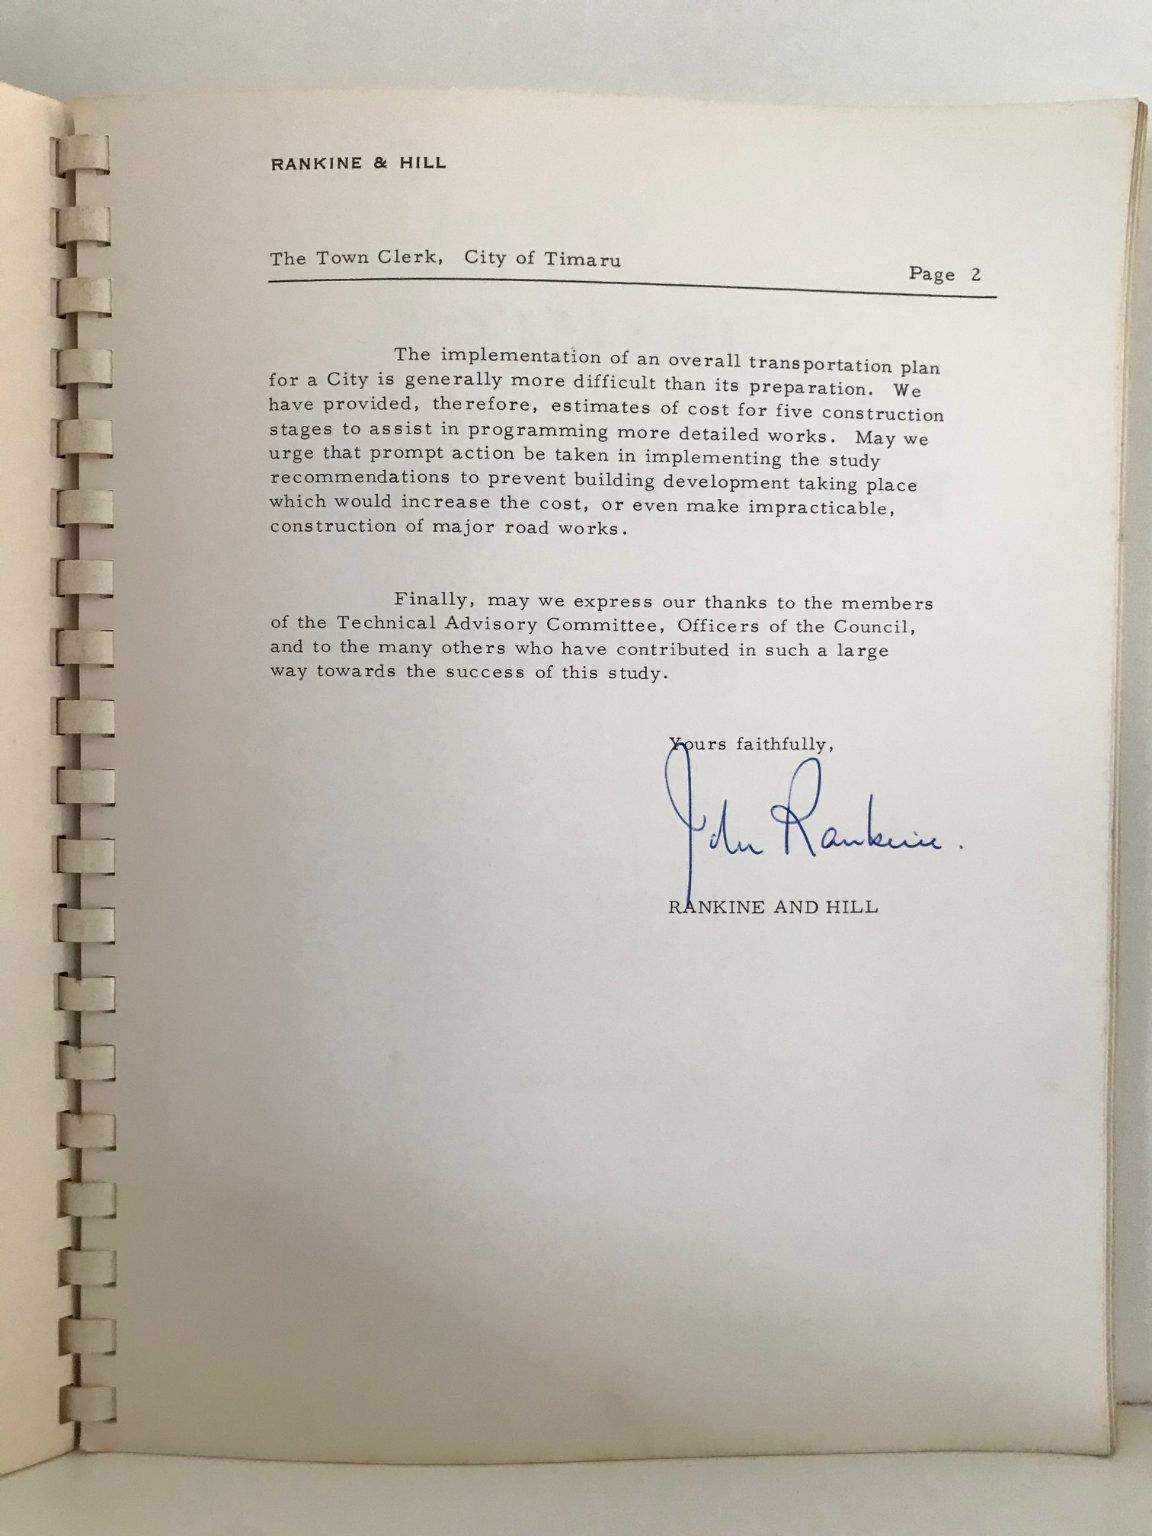 RANKINE & HILL
The Town Clerk, City of Timaru
Page 2
The implementation of an overall transportation plan
for a City is generally more difficult than its preparation. We
have provided, therefore, estimates of cost for five construction
stages to assist in programming more detailed works. May we
urge that prompt action be taken in implementing the study
recommendations to prevent building development taking place
which would increase the cost, or even make impracticable,
construction of major road works.
Finally, may we express our thanks to the members
of the Technical Advisory Committee, Officers of the Council,
and to the many others who have contributed in such a large
way towards the success of this study.
Yours faithfully,
John Rankine.
RANKINE AND HILL